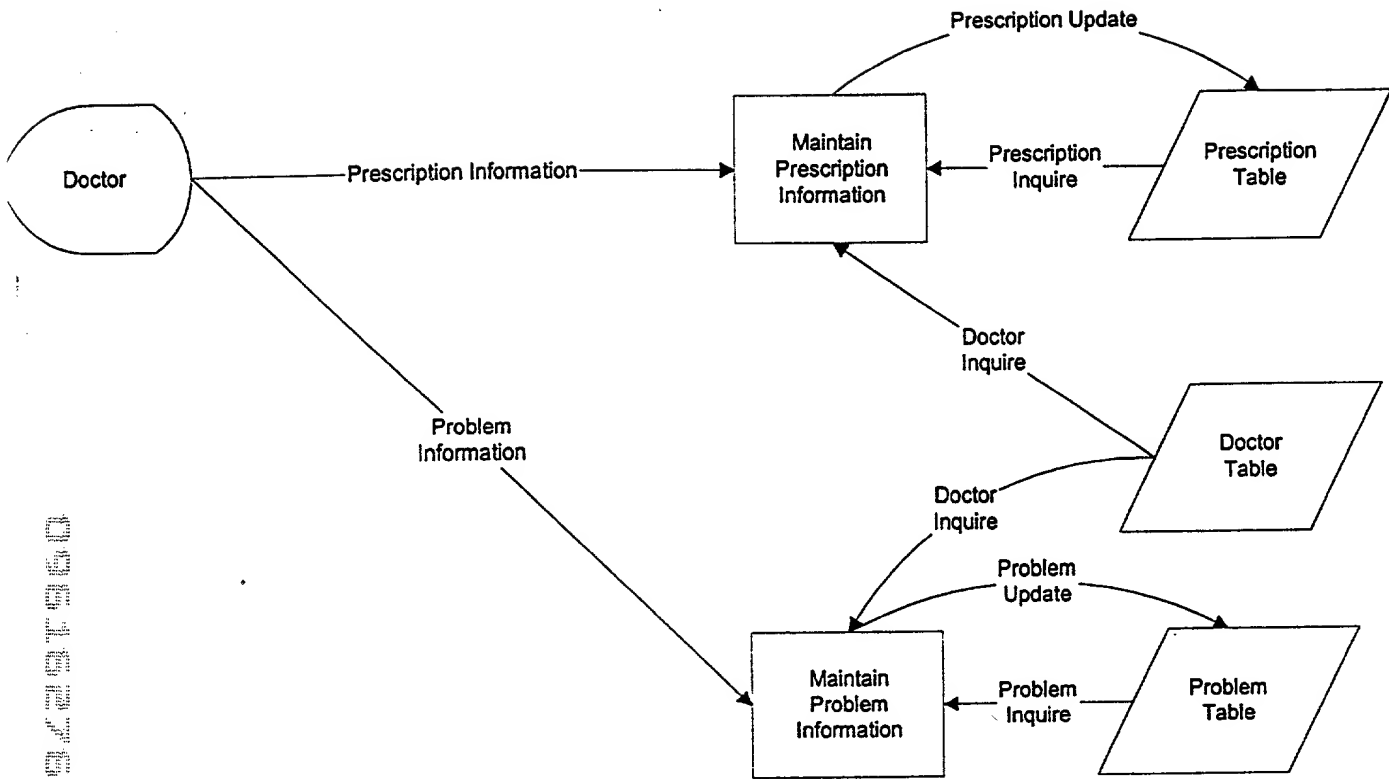 Prescription Update
Doctor
Prescription Information
Maintain
Prescription
Information
Prescription
Inquire
Prescription
Table
Doctor
Inquire
Problem
Information
Doctor
Table
Doctor
Inquire
Problem
Update
Maintain
Problem
Information
Problem
Inquire
Problem
Table